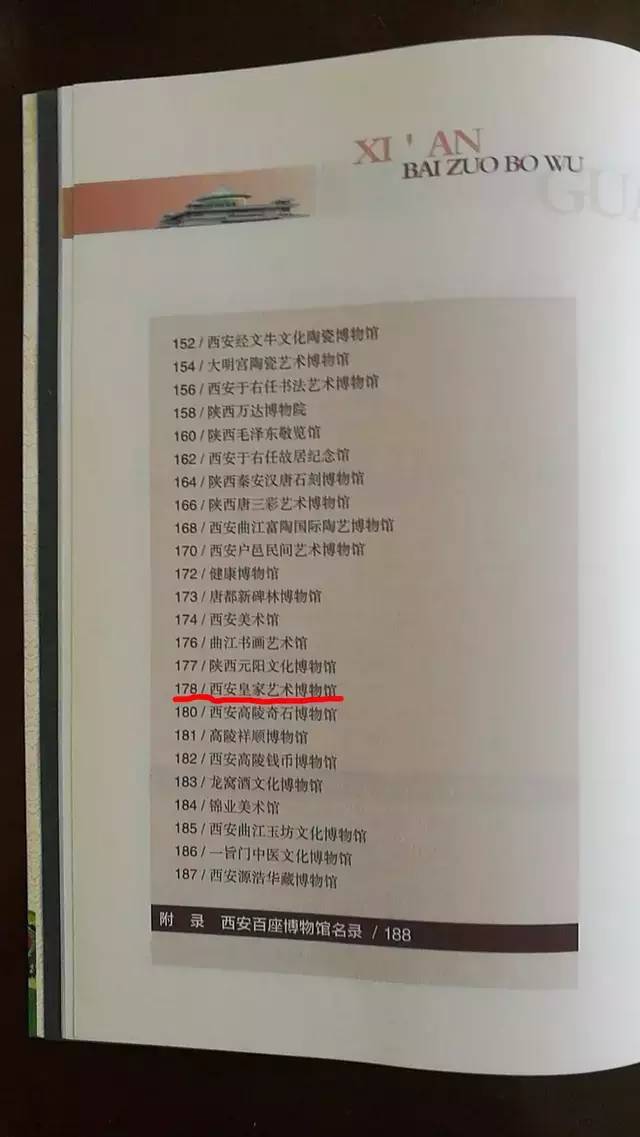 XI'AN
BAI ZUO BO WU
GUA
152 / 西安经文牛文化陶瓷博物馆
154 / 大明宫陶瓷艺术博物馆
156 / 西安于右任书法艺术博物馆
158 / 陕西万达博物院
160 / 陕西毛泽东敬览馆
162 / 西安于右任故居纪念馆
164 / 陕西秦安汉唐石刻博物馆
166 / 陕西唐三彩艺术博物馆
168 / 西安曲江富陶国际陶艺博物馆
170 / 西安户邑民间艺术博物馆
172 / 健康博物馆
173 / 唐都新碑林博物馆
174 / 西安美术馆
176 / 曲江书画艺术馆
177 / 陕西元阳文化博物馆
178 / 西安皇家艺术博物馆
180 / 西安高陵奇石博物馆
181 / 高陵祥顺博物馆
182 / 西安高陵钱币博物馆
183 / 龙窝酒文化博物馆
184 / 锦业美术馆
185 / 西安曲江玉坊文化博物馆
186 / 一旨门中医文化博物馆
187 / 西安源浩华藏博物馆
附 录 西安百座博物馆名录 / 188